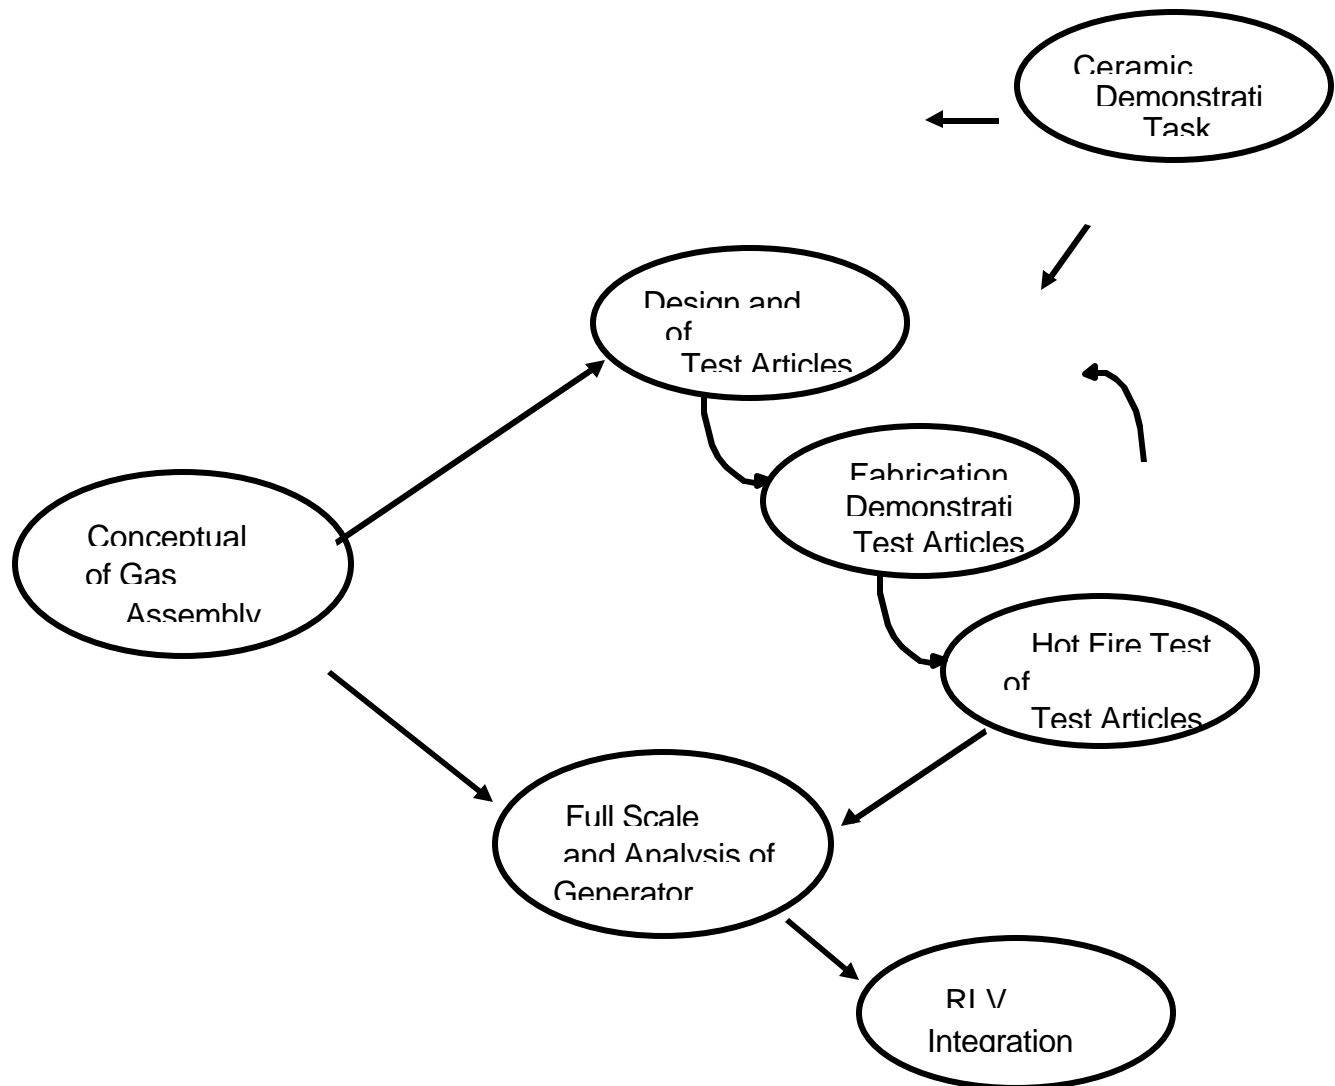 Ceramic
Demonstrati
Task
Design and
of
Test Articles
Fabrication
Demonstrati
Test Articles
Conceptual
of Gas
Assembly
Hot Fire Test
of
Test Articles
Full Scale
and Analysis of
Generator
RLV
Integration